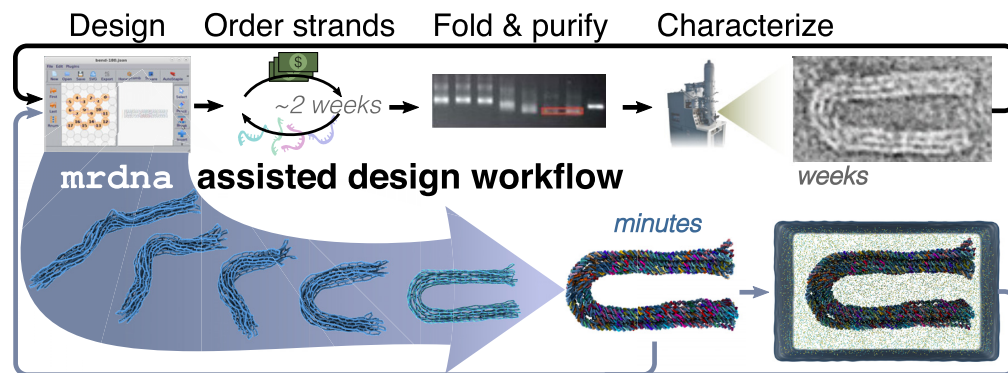 Design
Order strands
Fold & purify
Characterize
$
~2 weeks
weeks
mrdna assisted design workflow
minutes